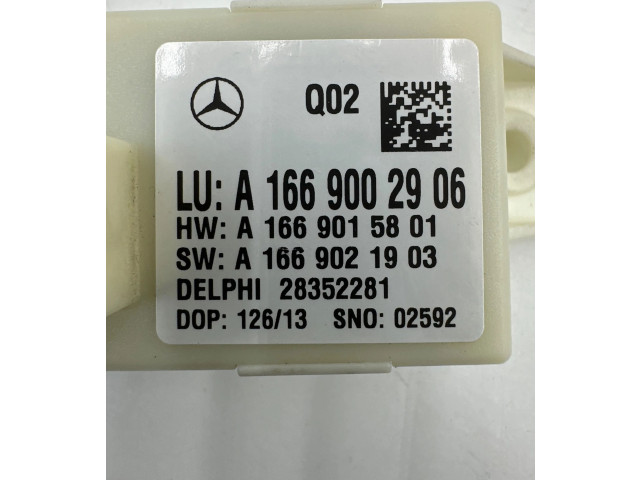 Q02
LU: A 166 900 29 06
HW: A 166 901 58 01
SW: A 166 902 19 03
DELPHI 28352281
DOP: 126/13 SNO: 02592